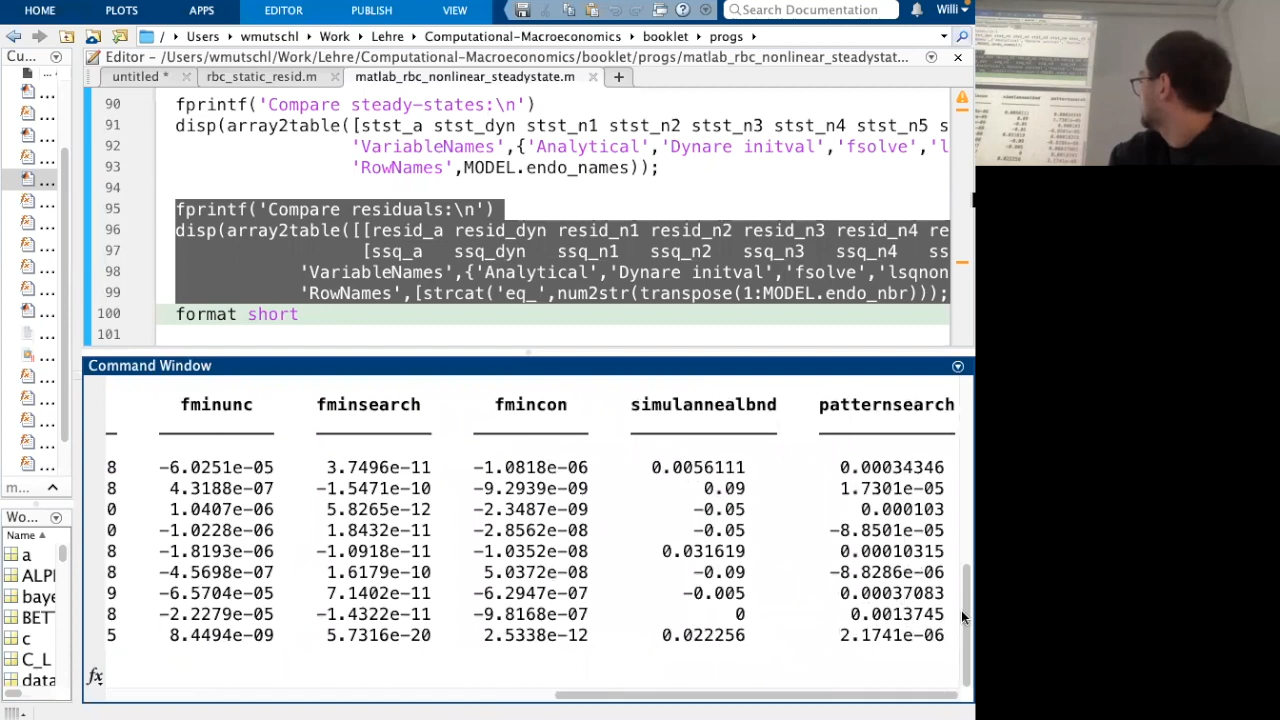 HOME PLOTS APPS EDITOR PUBLISH VIEW Search Documentation Willi
/ Users wmutschl Lehre Computational-Macroeconomics booklet progs
Cu... Editor - /Users/wmutschl/Lehre/Computational-Macroeconomics/booklet/progs/matlab_rbc_nonlinear_steadystat...
untitled * rbc_static_resid.m matlab_rbc_nonlinear_steadystate.m
90 fprintf('Compare steady-states:\n')
91 disp(array2table([stst_a stst_dyn stst_n1 stst_n2 stst_n3 stst_n4 stst_n5 s
92 'VariableNames',{'Analytical','Dynare initval','fsolve','l
93 'RowNames',MODEL.endo_names));
94
95 fprintf('Compare residuals:\n')
96 disp(array2table([[resid_a resid_dyn resid_n1 resid_n2 resid_n3 resid_n4 re
97 [ssq_a ssq_dyn ssq_n1 ssq_n2 ssq_n3 ssq_n4 ss
98 'VariableNames',{'Analytical','Dynare initval','fsolve','lsqnon
99 'RowNames',[strcat('eq_',num2str(transpose(1:MODEL.endo_nbr)));
100 format short
101
Command Window
fminunc fminsearch fmincon simulannealbnd patternsearch
8 -6.0251e-05 3.7496e-11 -1.0818e-06 0.0056111 0.00034346
8 4.3188e-07 -1.5471e-10 -9.2939e-09 0.09 1.7301e-05
0 1.0407e-06 5.8265e-12 -2.3487e-09 -0.05 0.000103
0 -1.0228e-06 1.8432e-11 -2.8562e-08 -0.05 -8.8501e-05
8 -1.8193e-06 -1.0918e-11 -1.0352e-08 0.031619 0.00010315
8 -4.5698e-07 1.6179e-10 5.0372e-08 -0.09 -8.8286e-06
9 -6.5704e-05 7.1402e-11 -6.2947e-07 -0.005 0.00037083
8 -2.2279e-05 -1.4322e-11 -9.8168e-07 0 0.0013745
5 8.4494e-09 5.7316e-20 2.5338e-12 0.022256 2.1741e-06
fx
m...
Wo...
Name
a
ALPI
baye
BET
c
C_L
data